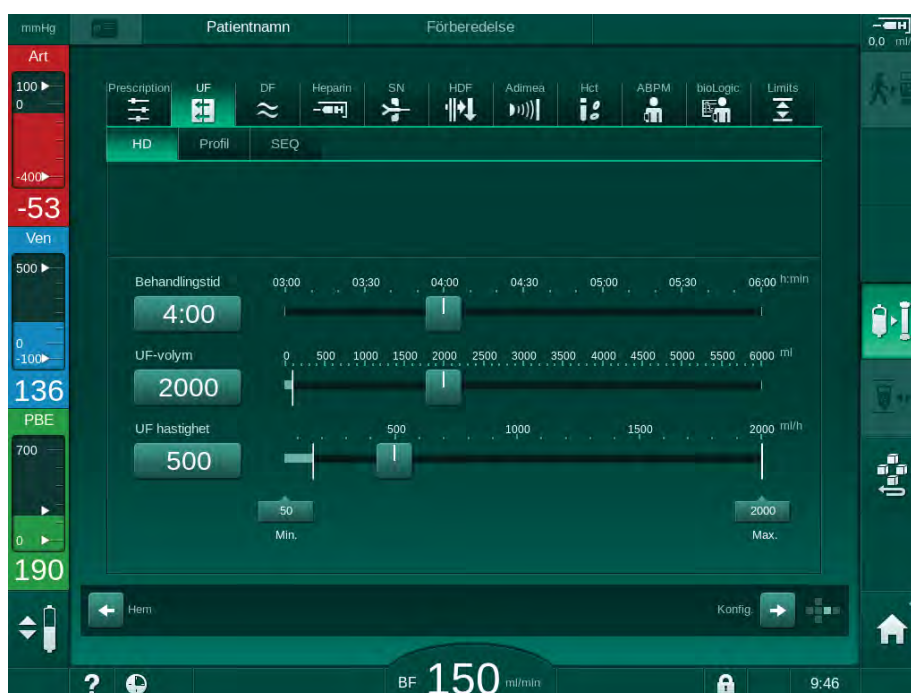 mmHg Patientnamn Förberedelse
0,0 ml/
Art
100
0
-400
-53
Ven
500
0
-100
136
PBE
700
0
190
Prescription UF DF Heparin SN HDF Adimea Hct ABPM bioLogic Limits
HD Profil SEQ
Behandlingstid 03:00 03:30 04:00 04:30 05:00 05:30 06:00 h:min
4:00
UF-volym 0 500 1000 1500 2000 2500 3000 3500 4000 4500 5000 5500 6000 ml
2000
UF hastighet 500 1000 1500 2000 ml/h
500
50 2000
Min. Max.
Hem Konfig.
? BF 150 ml/min 9:46